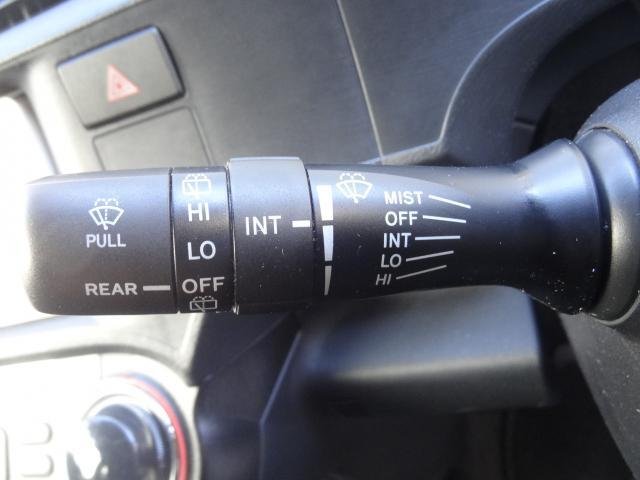 PULL
REAR
HI
LO
OFF
INT
MIST
OFF
INT
LO
HI